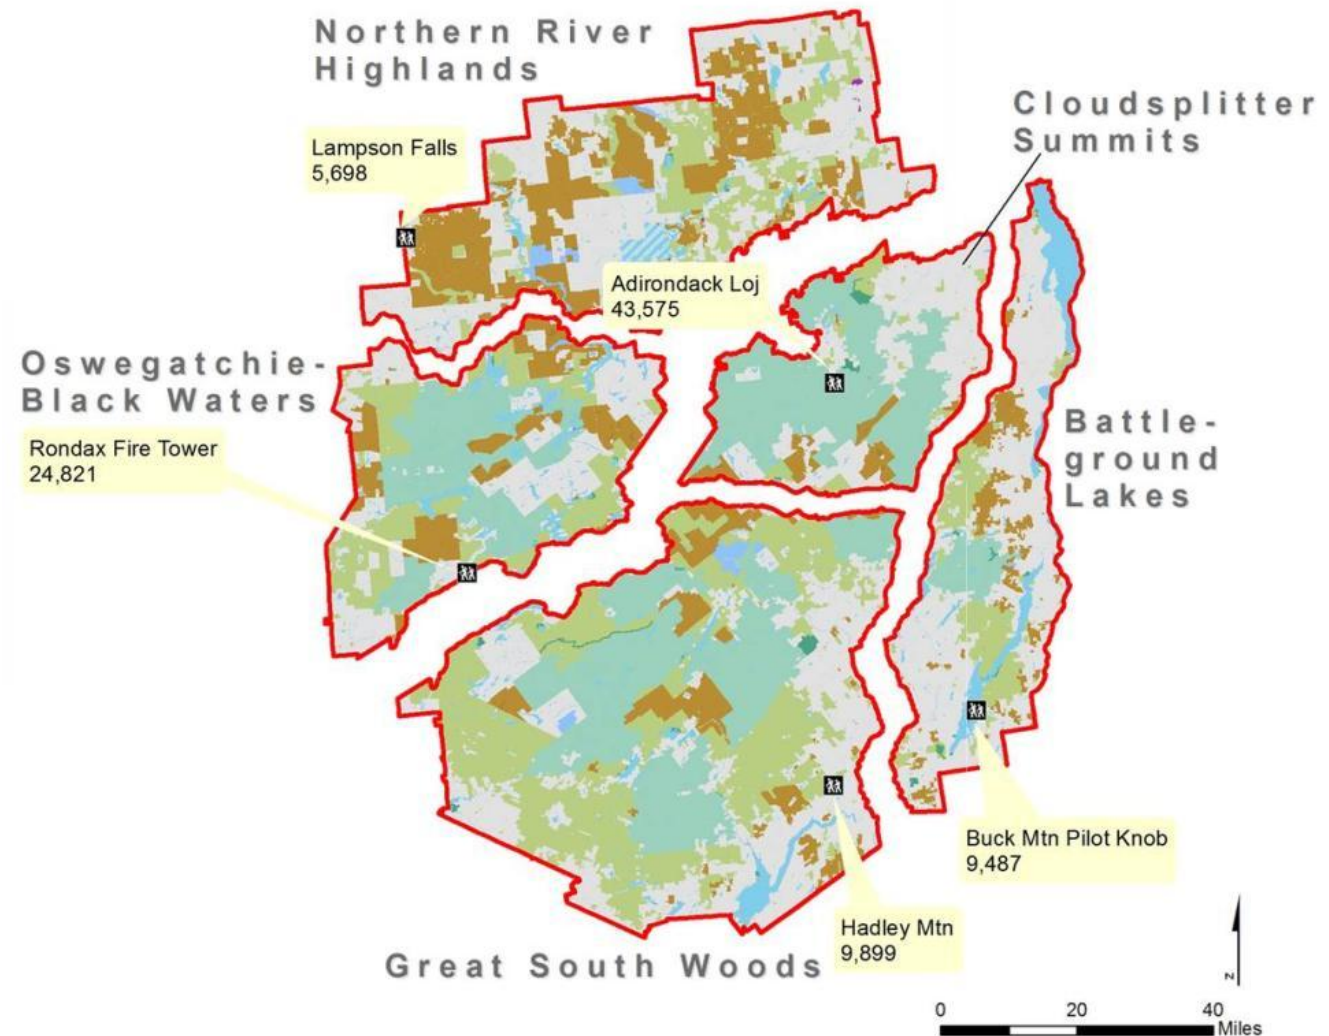 Northern River
Highlands
Cloudsplitter
Summits
Lampson Falls
5,698
Adirondack Loj
43,575
Oswegatchie-
Black Waters
Rondax Fire Tower
24,821
Battle-
ground
Lakes
Buck Mtn Pilot Knob
9,487
Hadley Mtn
9,899
Great South Woods
N
0 20 40
Miles